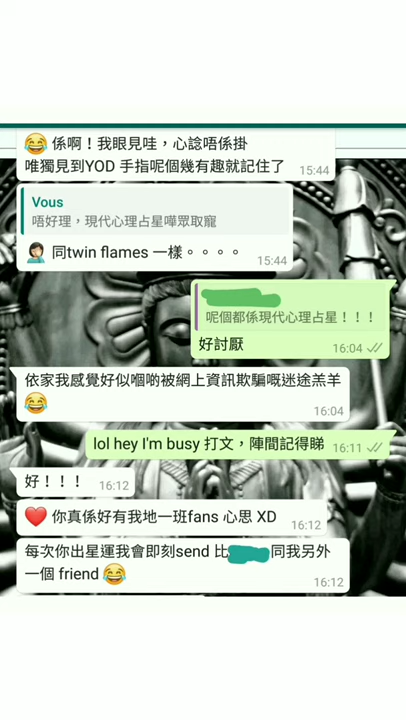 😂 係啊！我眼見哇，心諗唔係掛
唯獨見到YOD 手指呢個幾有趣就記住了
15:44
Vous
唔好理，現代心理占星嘩眾取寵
🤦🏻‍♀️ 同twin flames 一樣。。。。
15:44
呢個都係現代心理占星！！！
好討厭
16:04
依家我感覺好似嗰啲被網上資訊欺騙嘅迷途羔羊
😂
16:04
lol hey I'm busy 打文，陣間記得睇
16:11
好！！！
16:12
❤️ 你真係好有我地一班fans 心思 XD
16:12
每次你出星運我會即刻send 比
同我另外
一個 friend 😂
16:12